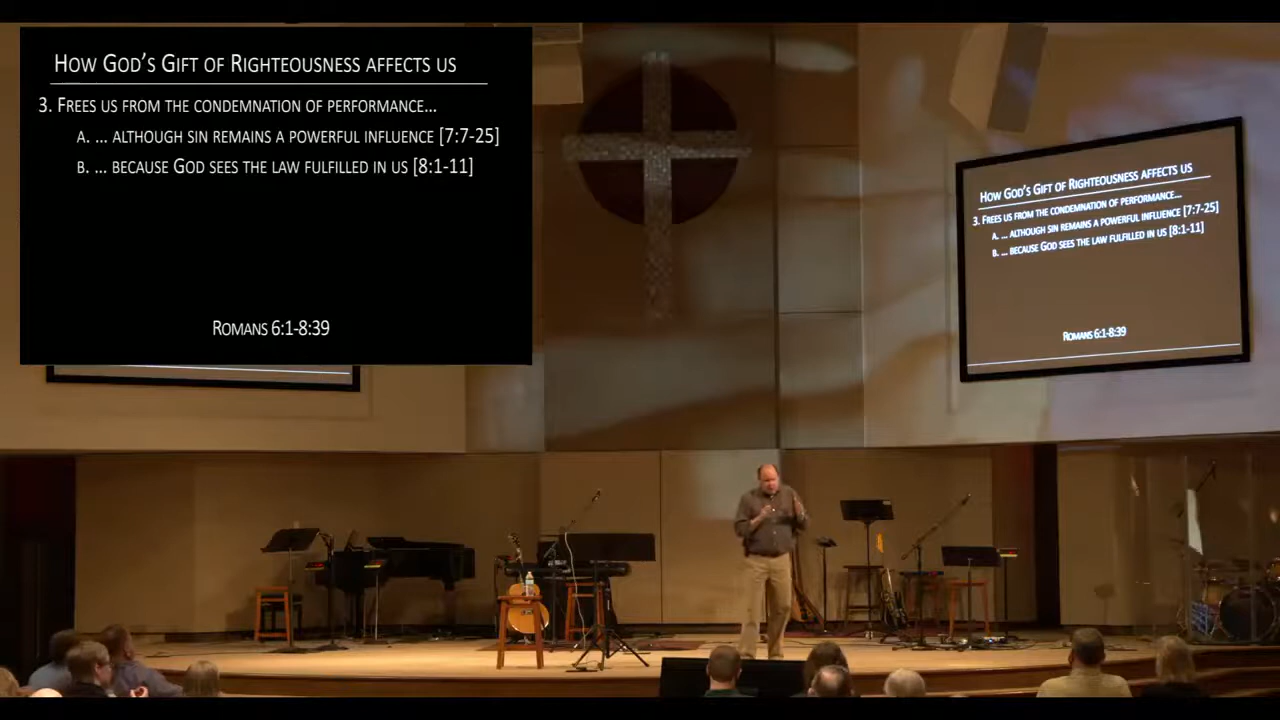 How God's Gift of Righteousness affects us
3. Frees us from the condemnation of performance...
A. ... although sin remains a powerful influence [7:7-25]
B. ... because God sees the law fulfilled in us [8:1-11]
Romans 6:1-8:39
How God's Gift of Righteousness affects us
3. Frees us from the condemnation of performance...
A. ... although sin remains a powerful influence [7:7-25]
B. ... because God sees the law fulfilled in us [8:1-11]
Romans 6:1-8:39